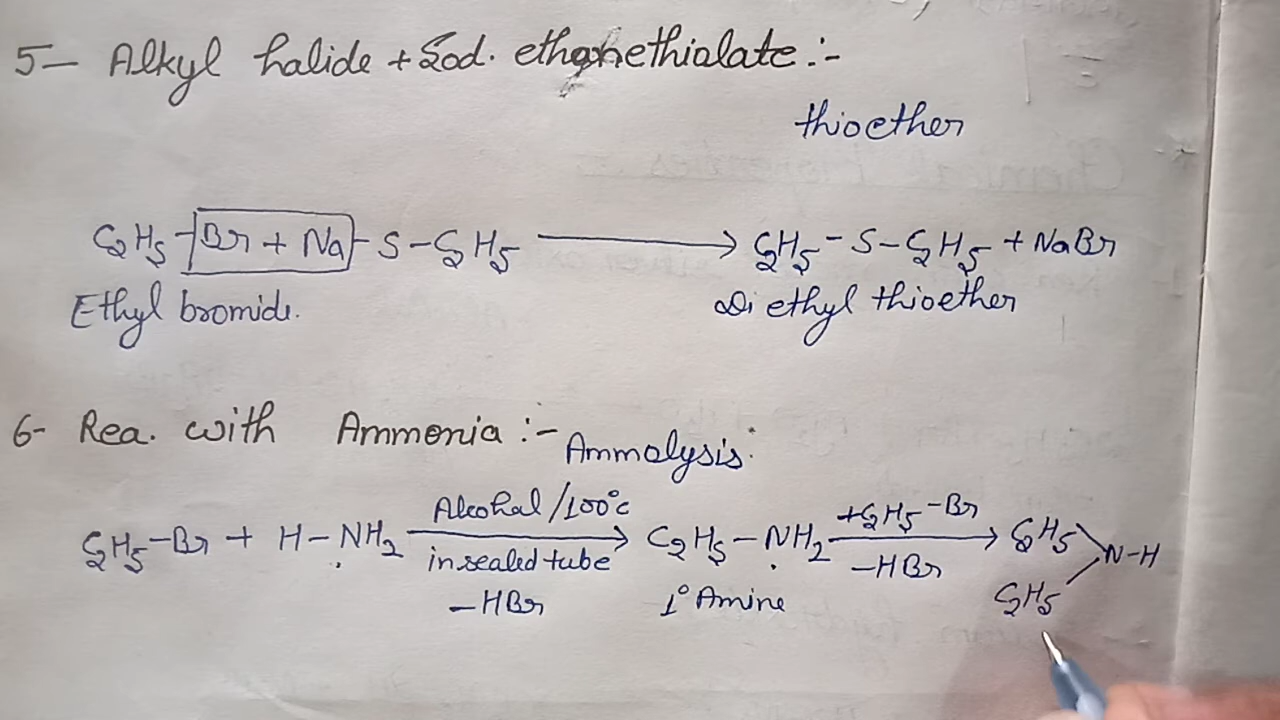 5- Alkyl halide + Sod. ethanethiolate :-
thioether
C2H5-Br + Na-S-C2H5 ⟶ C2H5-S-C2H5 + NaBr
Ethyl bromide. Di ethyl thioether
6- Rea. with Ammonia :- Ammolysis:
Alcohal/100°c +C2H5-Br
C2H5-Br + H-NH2 ⟶ C2H5-NH2 ⟶ C2H5 N-H
in sealed tube -HBr
-HBr 1° Amine C2H5